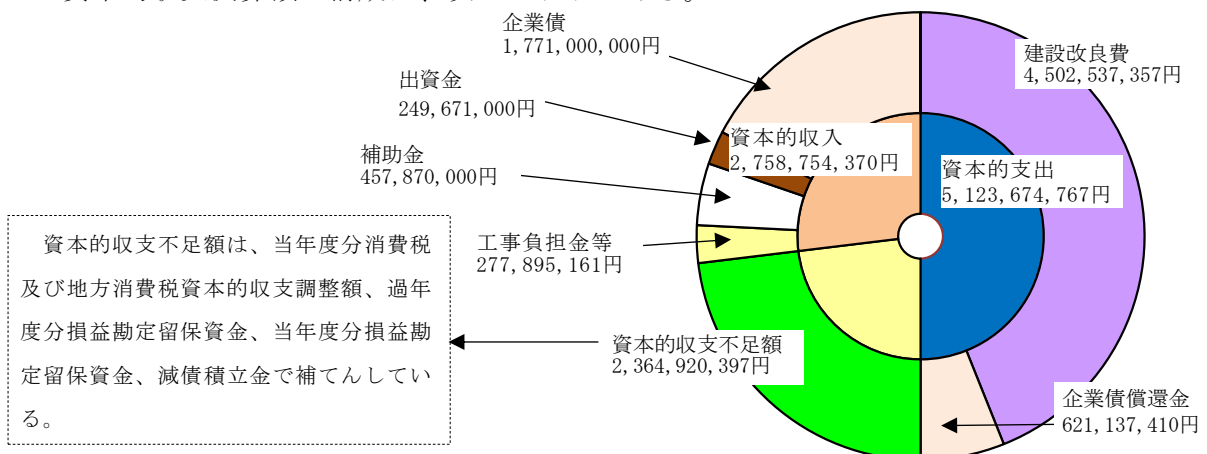 企業債
1,771,000,000円
建設改良費
4,502,537,357円
出資金
249,671,000円
資本的収入
2,758,754,370円
補助金
457,870,000円
資本的支出
5,123,674,767円
工事負担金等
277,895,161円
資本的収支不足額は、当年度分消費税
及び地方消費税資本的収支調整額、過年
度分損益勘定留保資金、当年度分損益勘
定留保資金、減債積立金で補てんしてい
る。
資本的収支不足額
2,364,920,397円
企業債償還金
621,137,410円